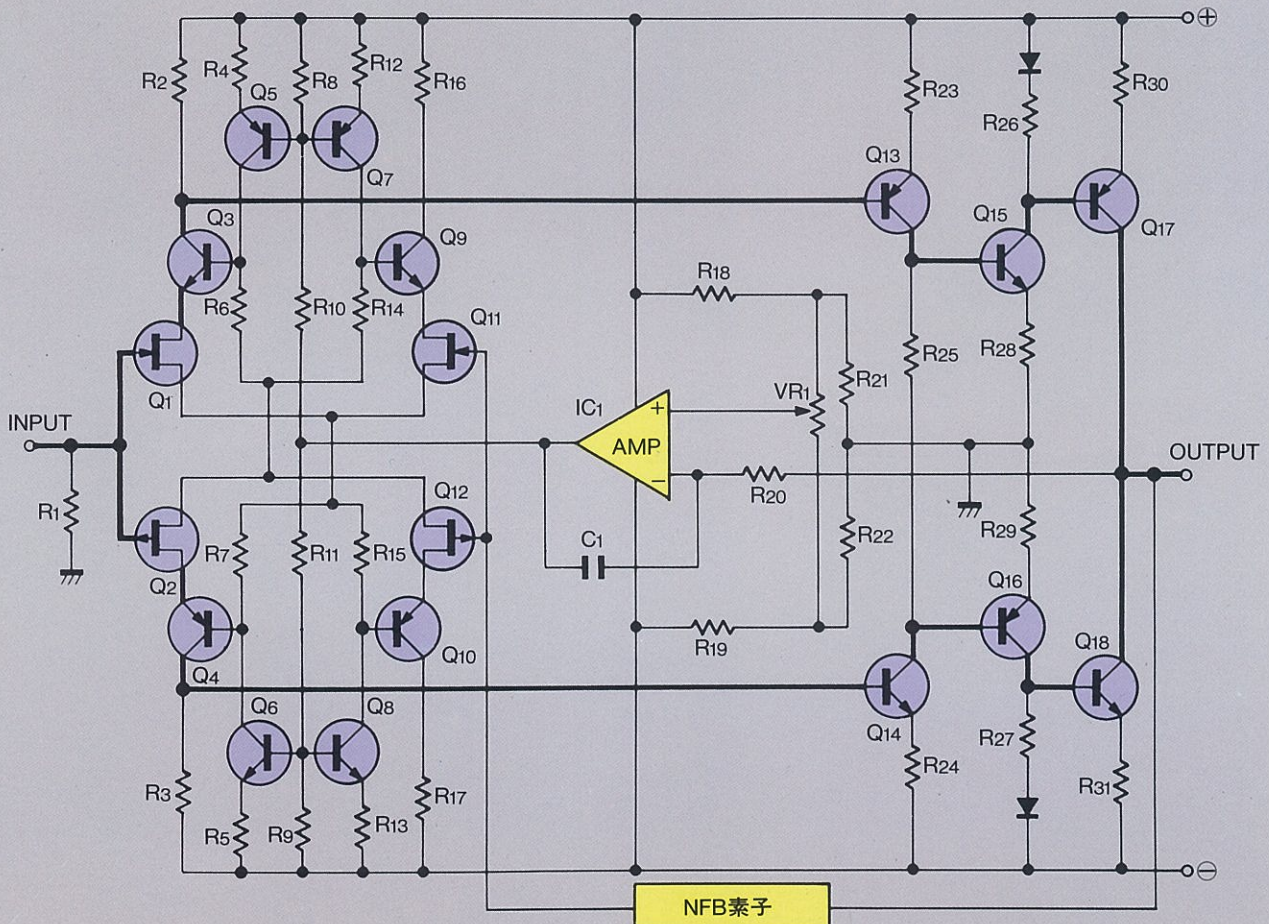 ⊕
R2
R4
Q5
R8
R12
R16
Q7
R23
R26
R30
Q13
Q3
Q9
Q15
Q17
R6
R10
R14
Q11
R18
R25
R28
Q1
R21
VR1
IC1
+
AMP
−
INPUT
OUTPUT
R20
R1
Q12
R7
R11
R15
C1
R22
R29
Q2
Q16
R19
Q10
Q18
Q4
Q6
Q8
Q14
R27
R3
R5
R9
R13
R17
R24
R31
⊖
NFB素子